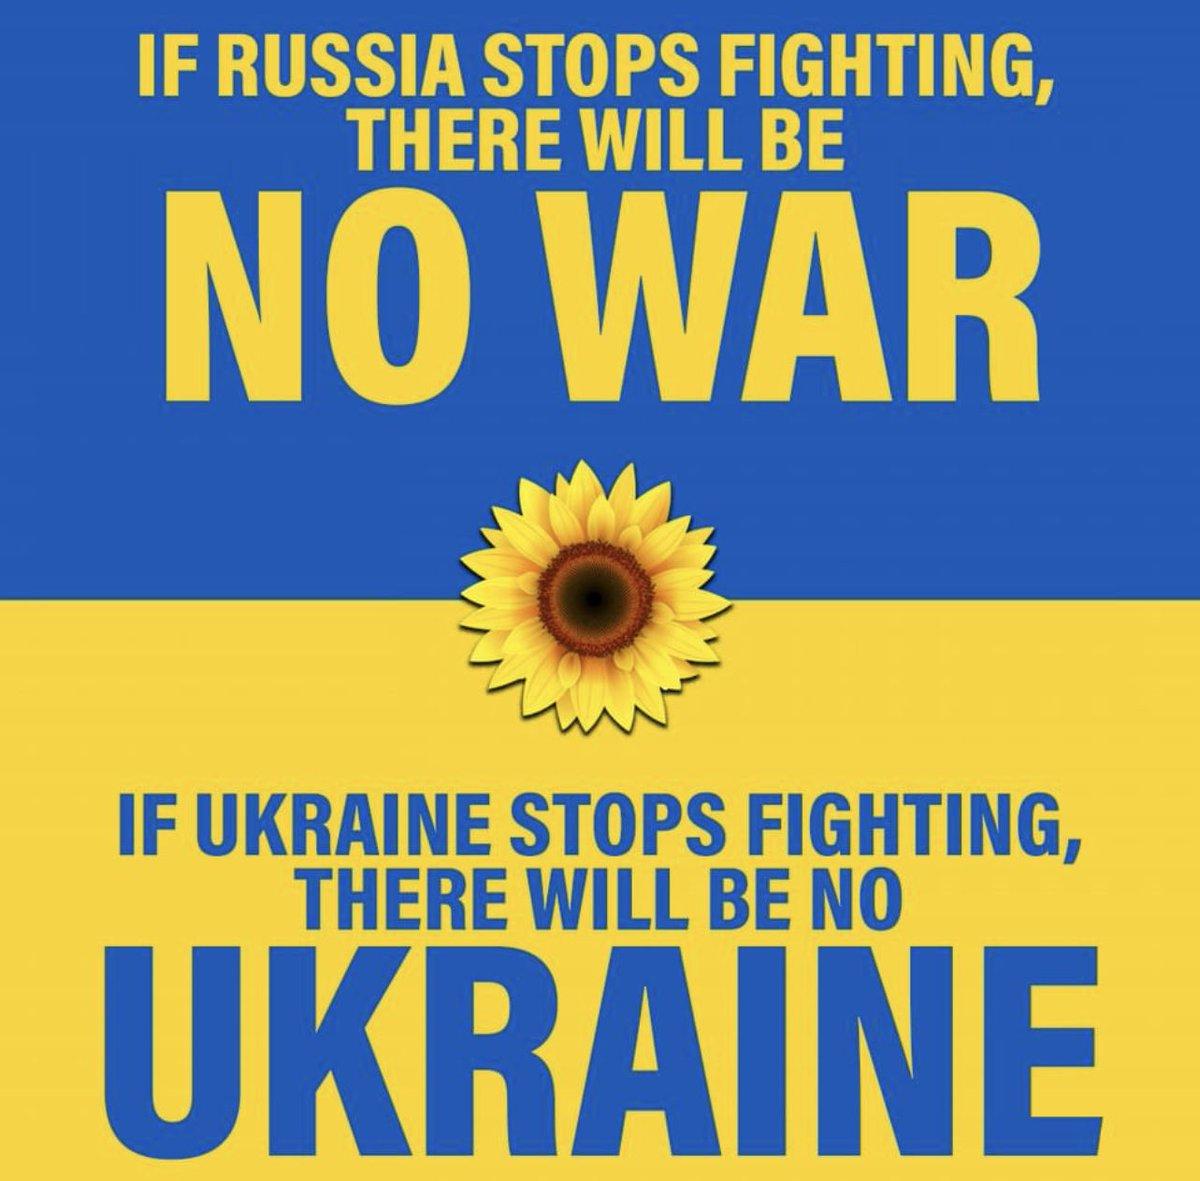 IF RUSSIA STOPS FIGHTING,
THERE WILL BE
NO WAR
IF UKRAINE STOPS FIGHTING,
THERE WILL BE NO
UKRAINE